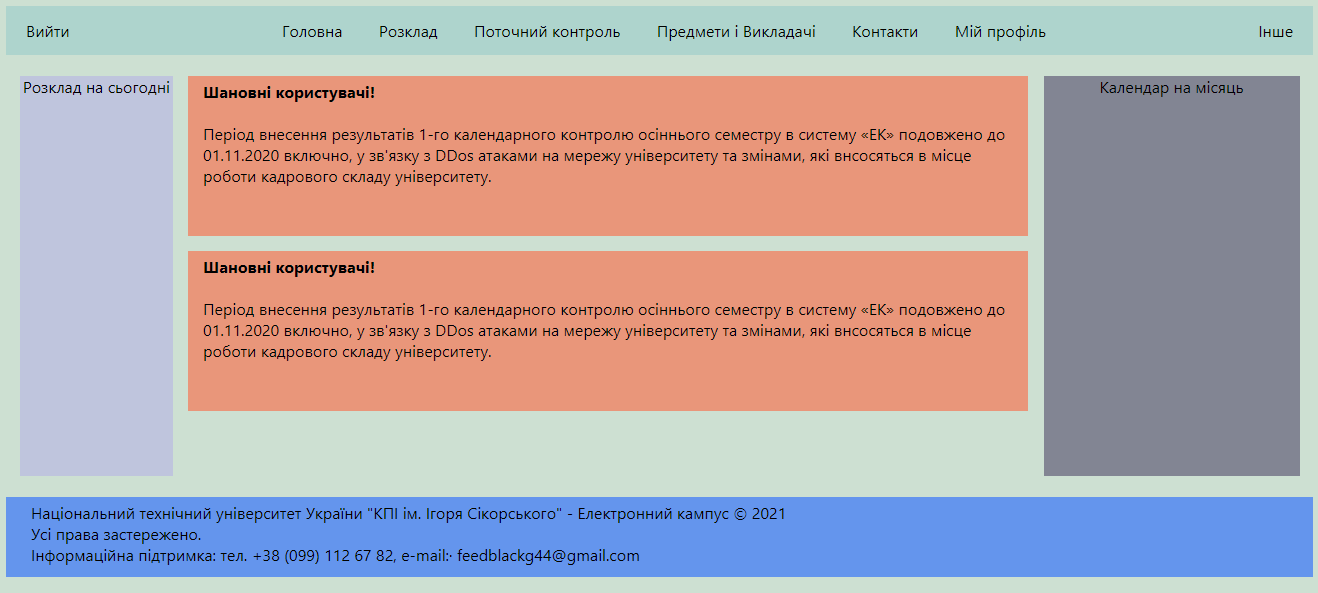 Вийти Головна Розклад Поточний контроль Предмети і Викладачі Контакти Мій профіль Інше
Розклад на сьогодні
Шановні користувачі!
Період внесення результатів 1-го календарного контролю осіннього семестру в систему «ЕК» подовжено до
01.11.2020 включно, у зв'язку з DDos атаками на мережу університету та змінами, які внсосяться в місце
роботи кадрового складу університету.
Шановні користувачі!
Період внесення результатів 1-го календарного контролю осіннього семестру в систему «ЕК» подовжено до
01.11.2020 включно, у зв'язку з DDos атаками на мережу університету та змінами, які внсосяться в місце
роботи кадрового складу університету.
Календар на місяць
Національний технічний університет України "КПІ ім. Ігоря Сікорського" - Електронний кампус © 2021
Усі права застережено.
Інформаційна підтримка: тел. +38 (099) 112 67 82, e-mail:· feedblackg44@gmail.com